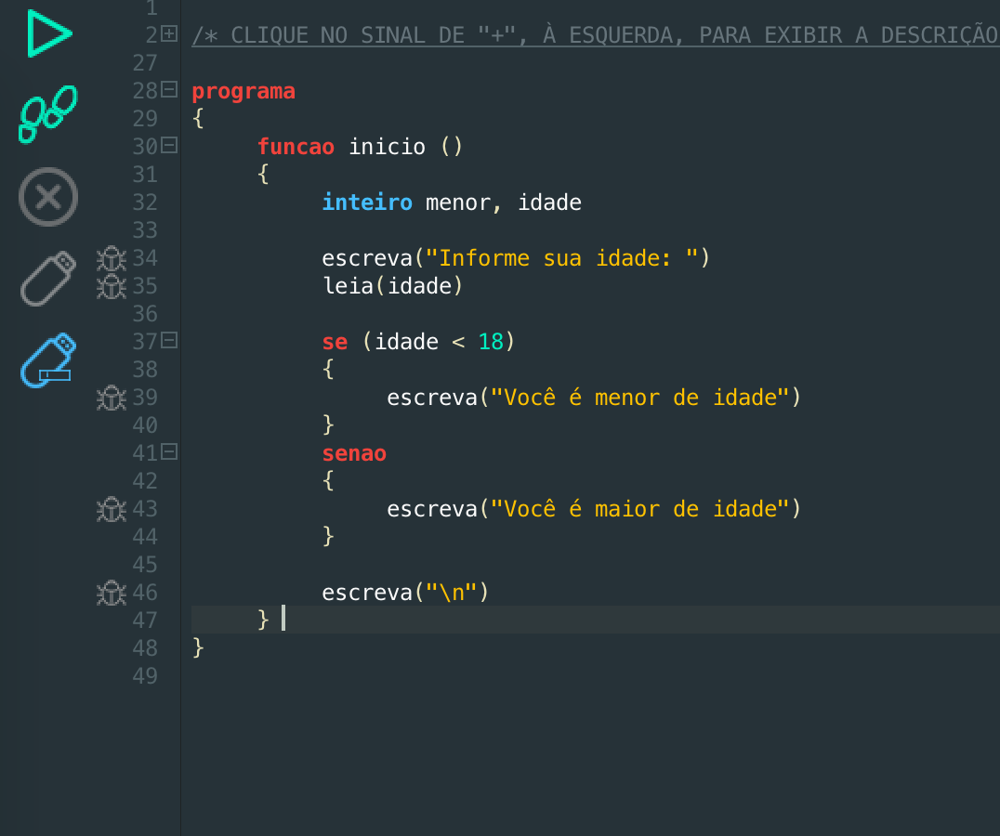 1
2 /* CLIQUE NO SINAL DE "+", À ESQUERDA, PARA EXIBIR A DESCRIÇÃO
27
28 programa
29 {
30 funcao inicio ()
31 {
32 inteiro menor, idade
33
34 escreva("Informe sua idade: ")
35 leia(idade)
36
37 se (idade < 18)
38 {
39 escreva("Você é menor de idade")
40 }
41 senao
42 {
43 escreva("Você é maior de idade")
44 }
45
46 escreva("\n")
47 }
48 }
49